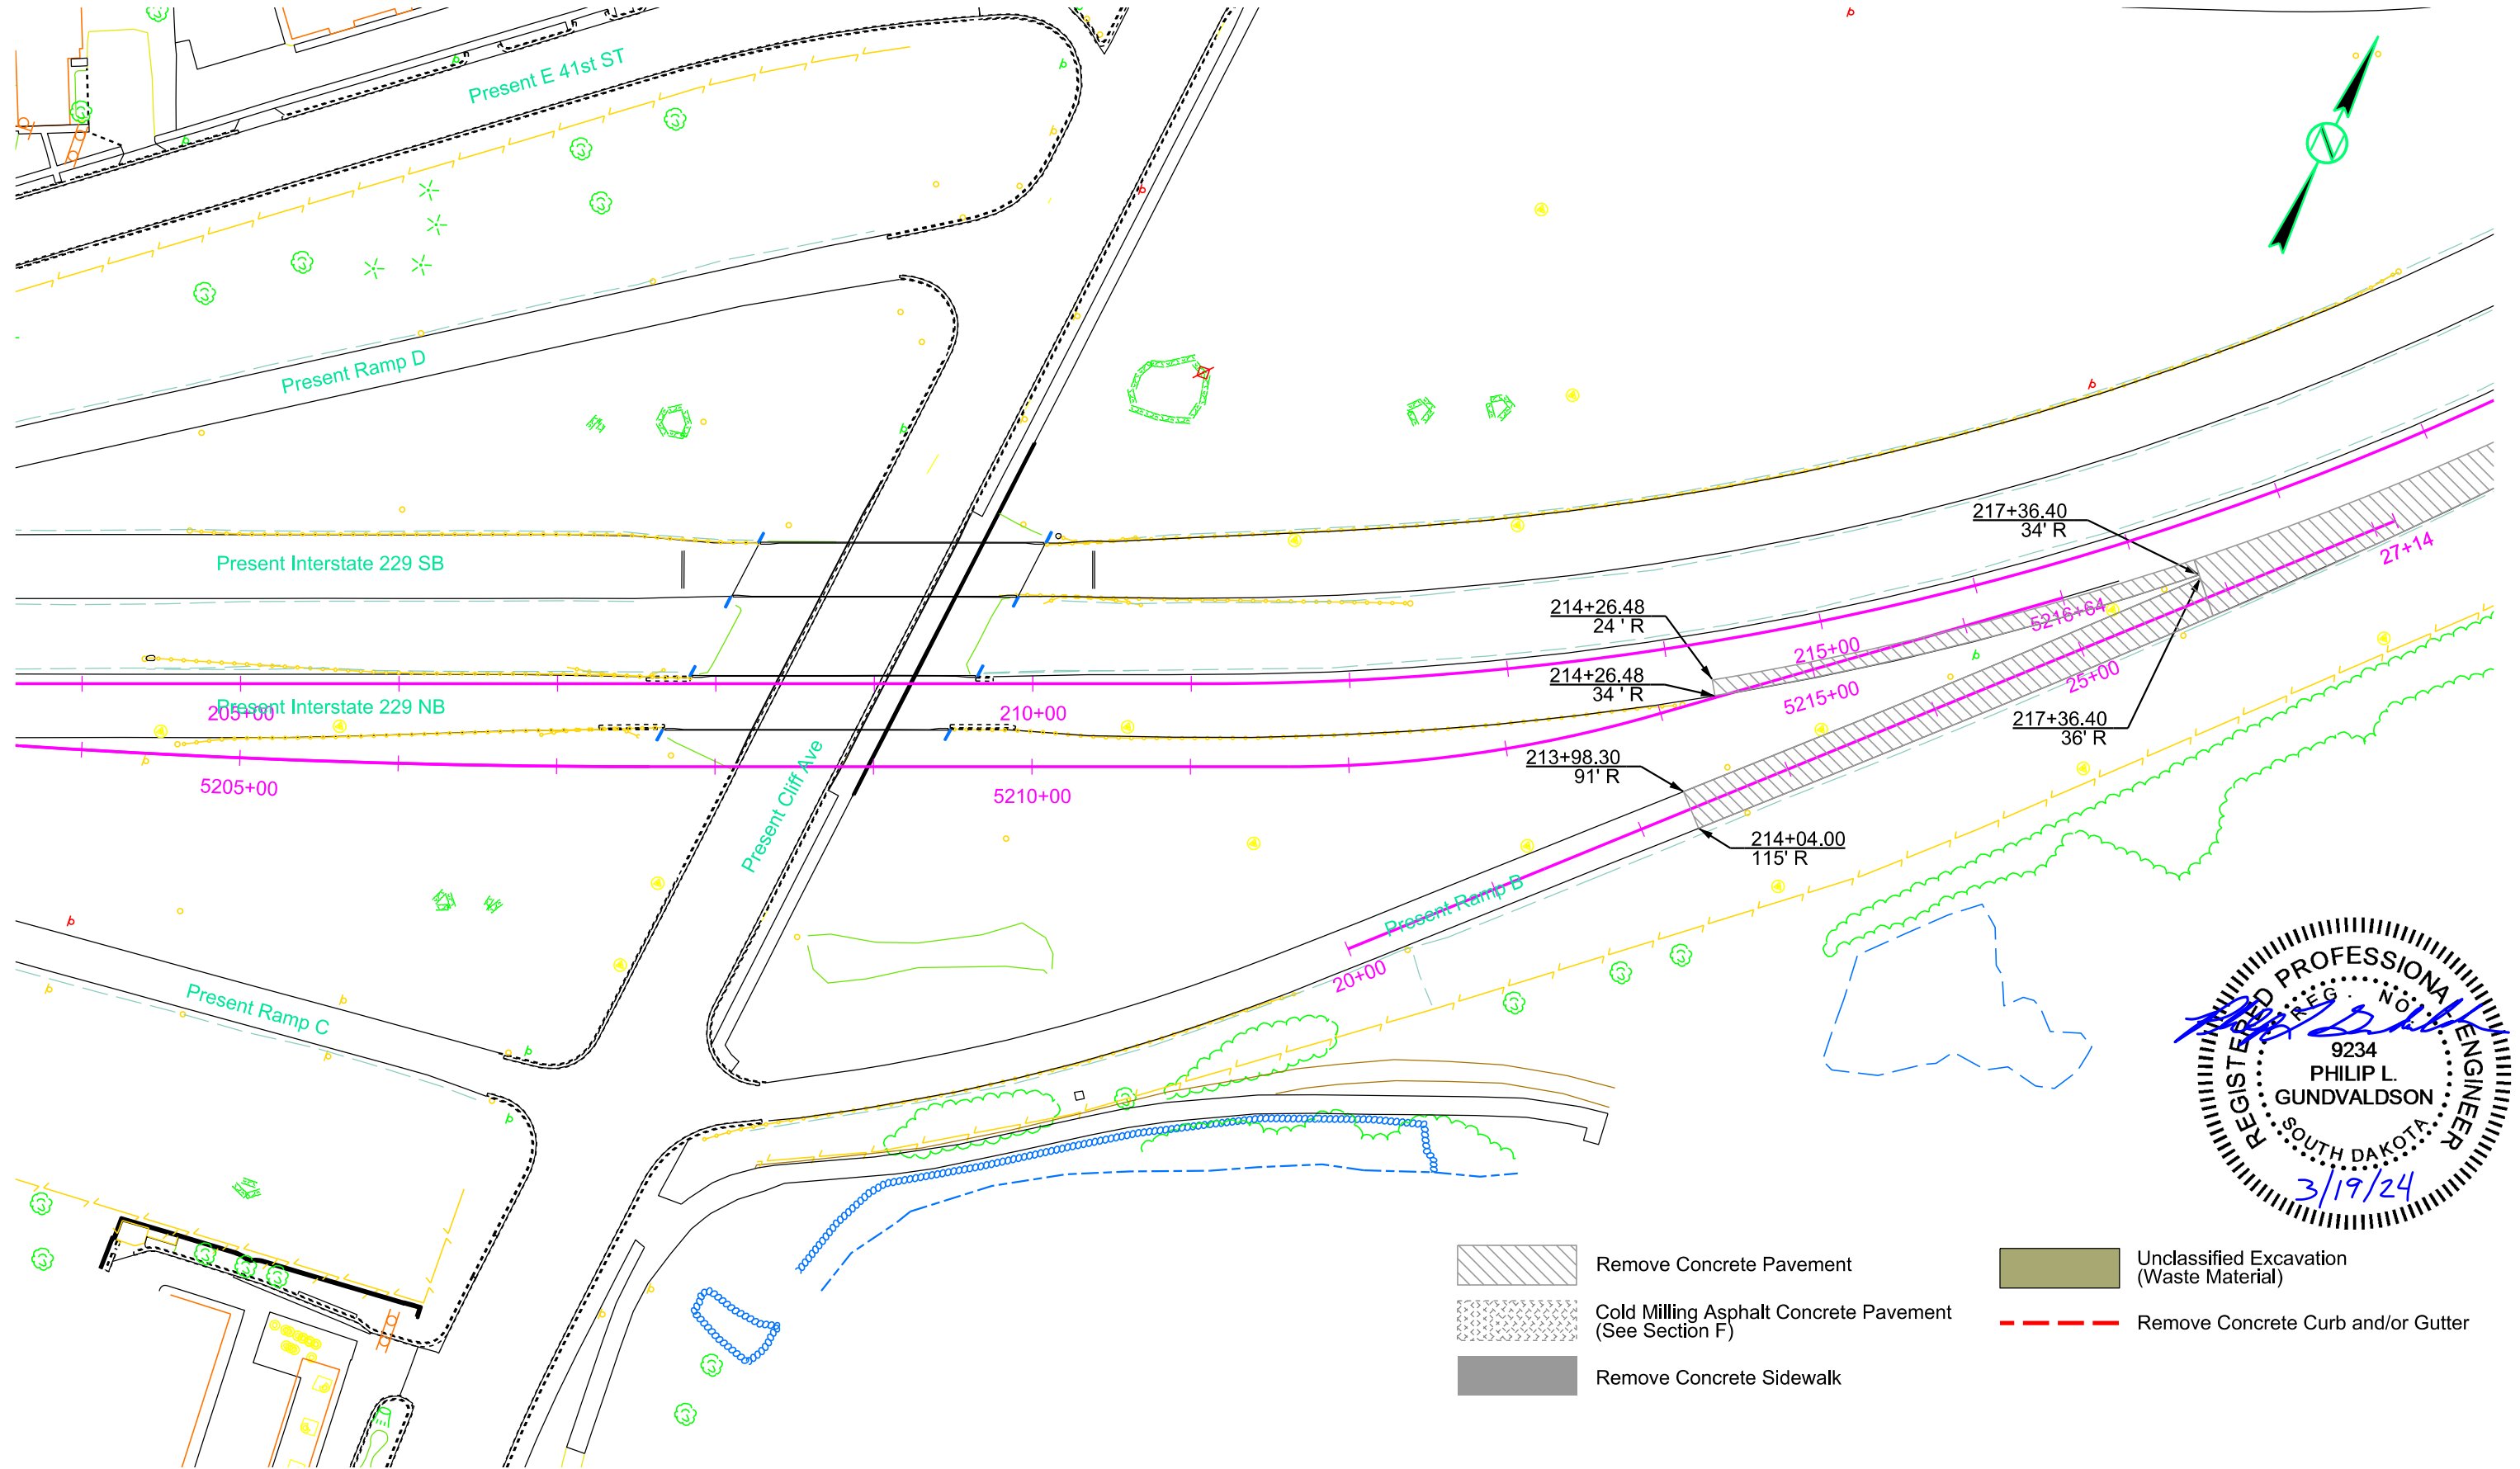 Present E 41st ST
Present Ramp D
Present Interstate 229 SB
Present Interstate 229 NB
205+00
210+00
215+00
5205+00
5210+00
5215+00
5216+64
Present Cliff Ave
Present Ramp B
20+00
25+00
27+14
Present Ramp C
217+36.40
34' R
214+26.48
24 ' R
214+26.48
34 ' R
213+98.30
91' R
217+36.40
36' R
214+04.00
115' R
REGISTERED PROFESSIONAL ENGINEER
REG. NO.
9234
PHILIP L.
GUNDVALDSON
SOUTH DAKOTA
3/19/24
Remove Concrete Pavement
Cold Milling Asphalt Concrete Pavement
(See Section F)
Remove Concrete Sidewalk
Unclassified Excavation
(Waste Material)
Remove Concrete Curb and/or Gutter
N